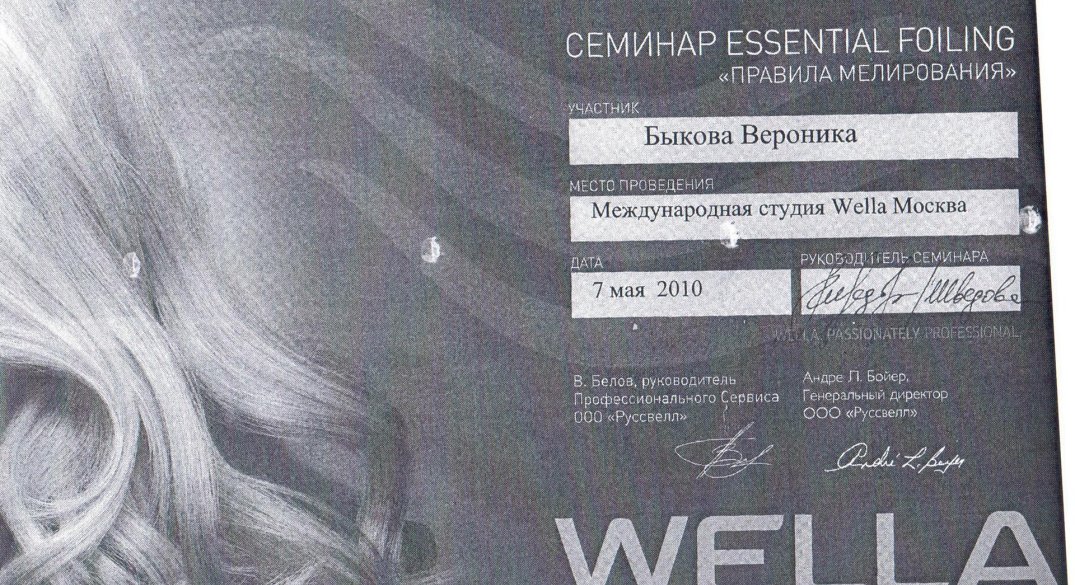 СЕМИНАР ESSENTIAL FOILING
«ПРАВИЛА МЕЛИРОВАНИЯ»
УЧАСТНИК
Быкова Вероника
МЕСТО ПРОВЕДЕНИЯ
Международная студия Wella Москва
ДАТА
РУКОВОДИТЕЛЬ СЕМИНАРА
7 мая 2010
WELLA, PASSIONATELY PROFESSIONAL
В. Белов, руководитель
Профессионального Сервиса
ООО «Руссвелл»
Андре Л. Бойер,
Генеральный директор
ООО «Руссвелл»
WELLA